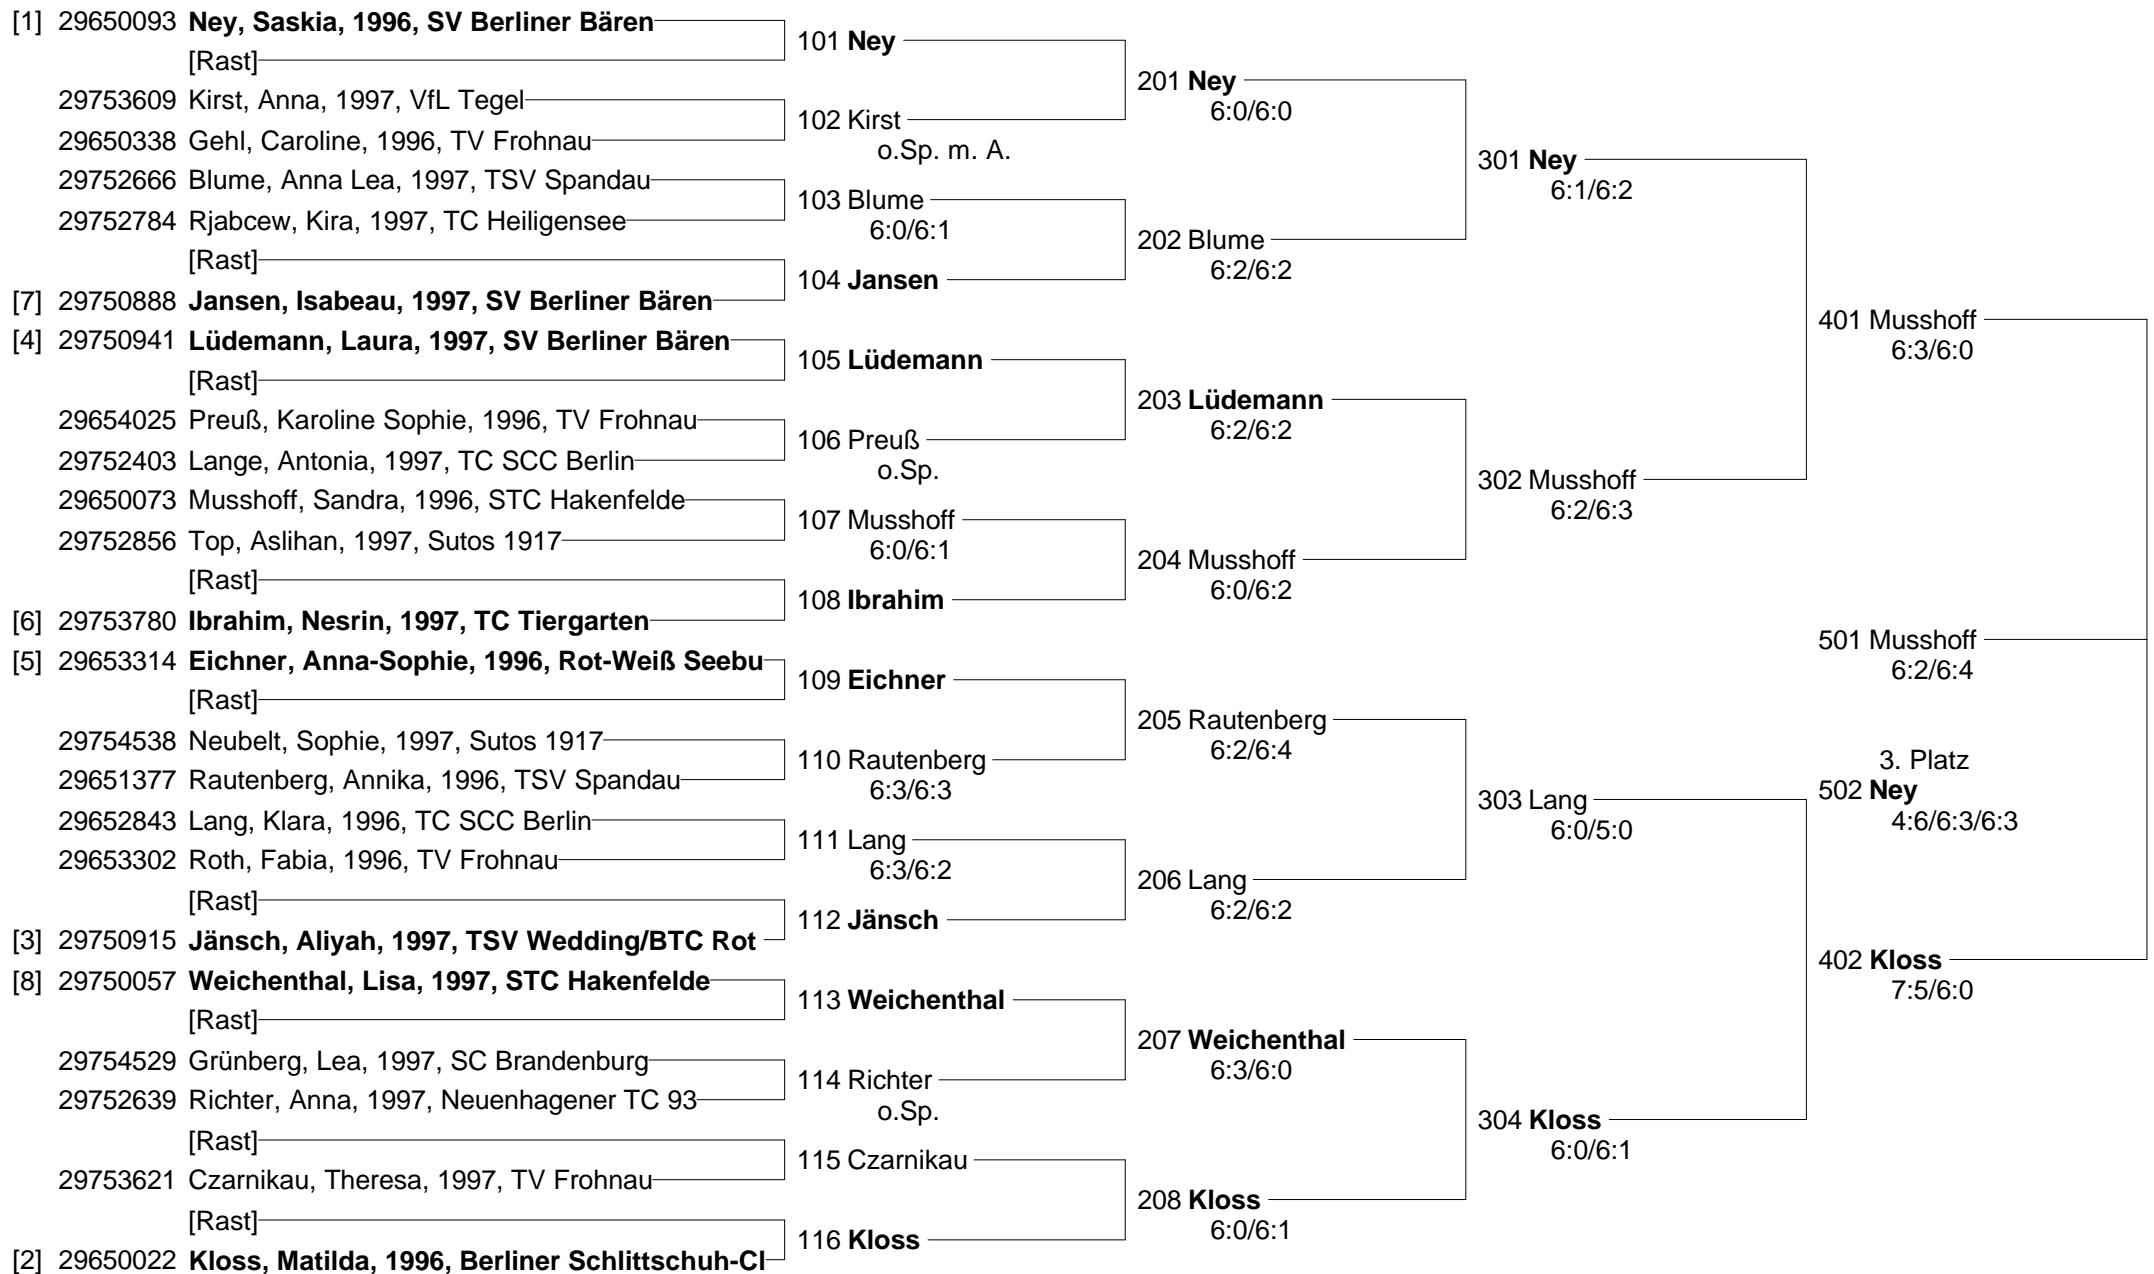 [1] 29650093 Ney, Saskia, 1996, SV Berliner Bären
[Rast]
29753609 Kirst, Anna, 1997, VfL Tegel
29650338 Gehl, Caroline, 1996, TV Frohnau
29752666 Blume, Anna Lea, 1997, TSV Spandau
29752784 Rjabcew, Kira, 1997, TC Heiligensee
[Rast]
[7] 29750888 Jansen, Isabeau, 1997, SV Berliner Bären
[4] 29750941 Lüdemann, Laura, 1997, SV Berliner Bären
[Rast]
29654025 Preuß, Karoline Sophie, 1996, TV Frohnau
29752403 Lange, Antonia, 1997, TC SCC Berlin
29650073 Musshoff, Sandra, 1996, STC Hakenfelde
29752856 Top, Aslihan, 1997, Sutos 1917
[Rast]
[6] 29753780 Ibrahim, Nesrin, 1997, TC Tiergarten
[5] 29653314 Eichner, Anna-Sophie, 1996, Rot-Weiß Seebu
[Rast]
29754538 Neubelt, Sophie, 1997, Sutos 1917
29651377 Rautenberg, Annika, 1996, TSV Spandau
29652843 Lang, Klara, 1996, TC SCC Berlin
29653302 Roth, Fabia, 1996, TV Frohnau
[Rast]
[3] 29750915 Jänsch, Aliyah, 1997, TSV Wedding/BTC Rot
[8] 29750057 Weichenthal, Lisa, 1997, STC Hakenfelde
[Rast]
29754529 Grünberg, Lea, 1997, SC Brandenburg
29752639 Richter, Anna, 1997, Neuenhagener TC 93
[Rast]
29753621 Czarnikau, Theresa, 1997, TV Frohnau
[Rast]
[2] 29650022 Kloss, Matilda, 1996, Berliner Schlittschuh-Cl
101 Ney
102 Kirst
o.Sp. m. A.
103 Blume
6:0/6:1
104 Jansen
105 Lüdemann
106 Preuß
o.Sp.
107 Musshoff
6:0/6:1
108 Ibrahim
109 Eichner
110 Rautenberg
6:3/6:3
111 Lang
6:3/6:2
112 Jänsch
113 Weichenthal
114 Richter
o.Sp.
115 Czarnikau
116 Kloss
201 Ney
6:0/6:0
202 Blume
6:2/6:2
203 Lüdemann
6:2/6:2
204 Musshoff
6:0/6:2
205 Rautenberg
6:2/6:4
206 Lang
6:2/6:2
207 Weichenthal
6:3/6:0
208 Kloss
6:0/6:1
301 Ney
6:1/6:2
302 Musshoff
6:2/6:3
303 Lang
6:0/5:0
304 Kloss
6:0/6:1
401 Musshoff
6:3/6:0
501 Musshoff
6:2/6:4
3. Platz
502 Ney
4:6/6:3/6:3
402 Kloss
7:5/6:0